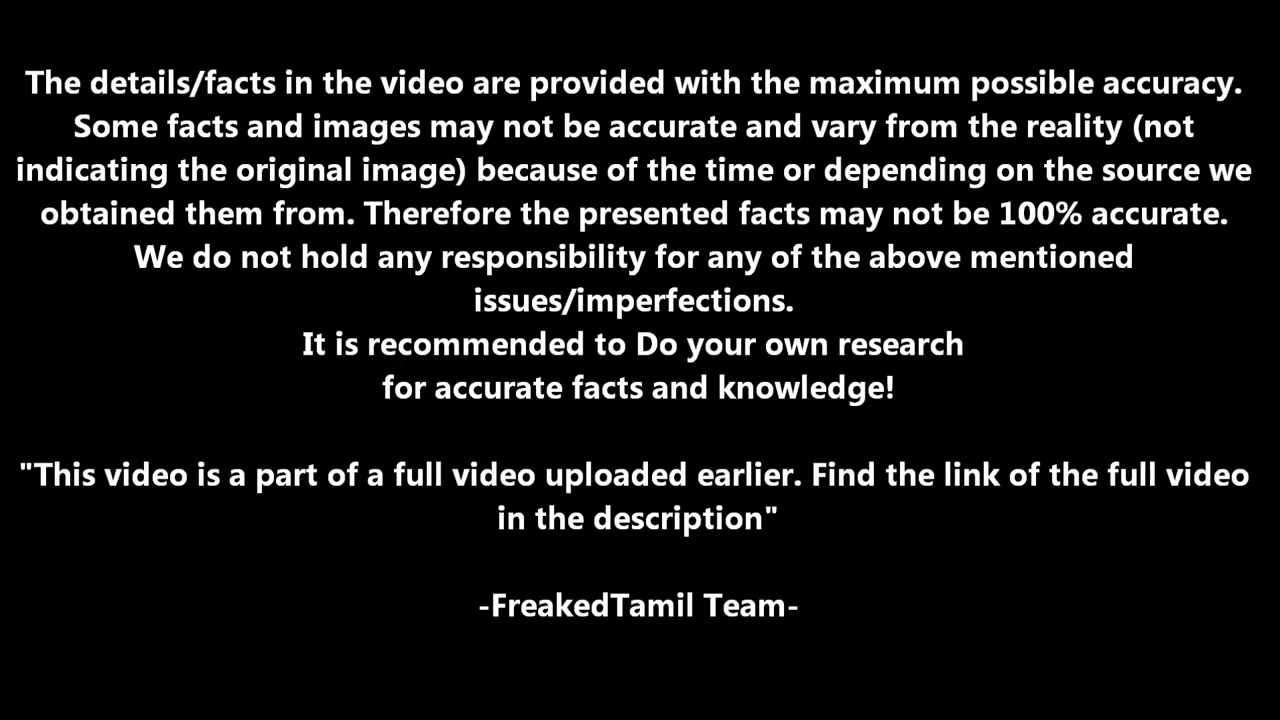 The details/facts in the video are provided with the maximum possible accuracy.
Some facts and images may not be accurate and vary from the reality (not
indicating the original image) because of the time or depending on the source we
obtained them from. Therefore the presented facts may not be 100% accurate.
We do not hold any responsibility for any of the above mentioned
issues/imperfections.
It is recommended to Do your own research
for accurate facts and knowledge!
"This video is a part of a full video uploaded earlier. Find the link of the full video
in the description"
-FreakedTamil Team-